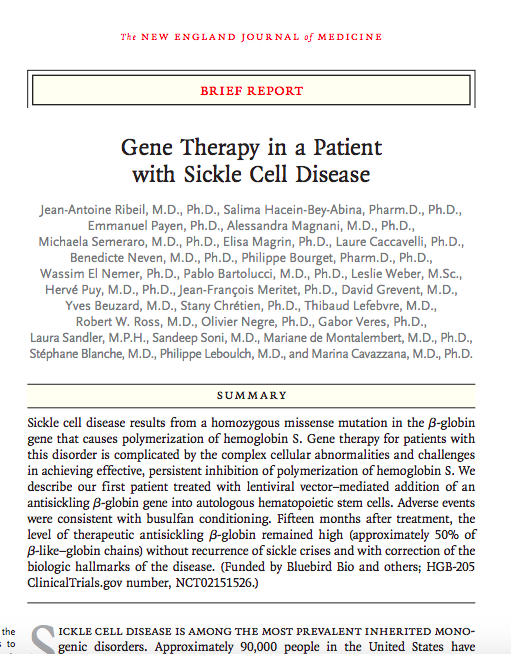 The NEW ENGLAND JOURNAL of MEDICINE
BRIEF REPORT
Gene Therapy in a Patient
with Sickle Cell Disease
Jean-Antoine Ribeil, M.D., Ph.D., Salima Hacein-Bey-Abina, Pharm.D., Ph.D.,
Emmanuel Payen, Ph.D., Alessandra Magnani, M.D., Ph.D.,
Michaela Semeraro, M.D., Ph.D., Elisa Magrin, Ph.D., Laure Caccavelli, Ph.D.,
Benedicte Neven, M.D., Ph.D., Philippe Bourget, Pharm.D., Ph.D.,
Wassim El Nemer, Ph.D., Pablo Bartolucci, M.D., Ph.D., Leslie Weber, M.Sc.,
Hervé Puy, M.D., Ph.D., Jean-François Meritet, Ph.D., David Grevent, M.D.,
Yves Beuzard, M.D., Stany Chrétien, Ph.D., Thibaud Lefebvre, M.D.,
Robert W. Ross, M.D., Olivier Negre, Ph.D., Gabor Veres, Ph.D.,
Laura Sandler, M.P.H., Sandeep Soni, M.D., Mariane de Montalembert, M.D., Ph.D.,
Stéphane Blanche, M.D., Philippe Leboulch, M.D., and Marina Cavazzana, M.D., Ph.D.
SUMMARY
Sickle cell disease results from a homozygous missense mutation in the β-globin
gene that causes polymerization of hemoglobin S. Gene therapy for patients with
this disorder is complicated by the complex cellular abnormalities and challenges
in achieving effective, persistent inhibition of polymerization of hemoglobin S. We
describe our first patient treated with lentiviral vector–mediated addition of an
antisickling β-globin gene into autologous hematopoietic stem cells. Adverse events
were consistent with busulfan conditioning. Fifteen months after treatment, the
level of therapeutic antisickling β-globin remained high (approximately 50% of
β-like–globin chains) without recurrence of sickle crises and with correction of the
biologic hallmarks of the disease. (Funded by Bluebird Bio and others; HGB-205
ClinicalTrials.gov number, NCT02151526.)
the
s to
SICKLE CELL DISEASE IS AMONG THE MOST PREVALENT INHERITED MONO-
genic disorders. Approximately 90,000 people in the United States have